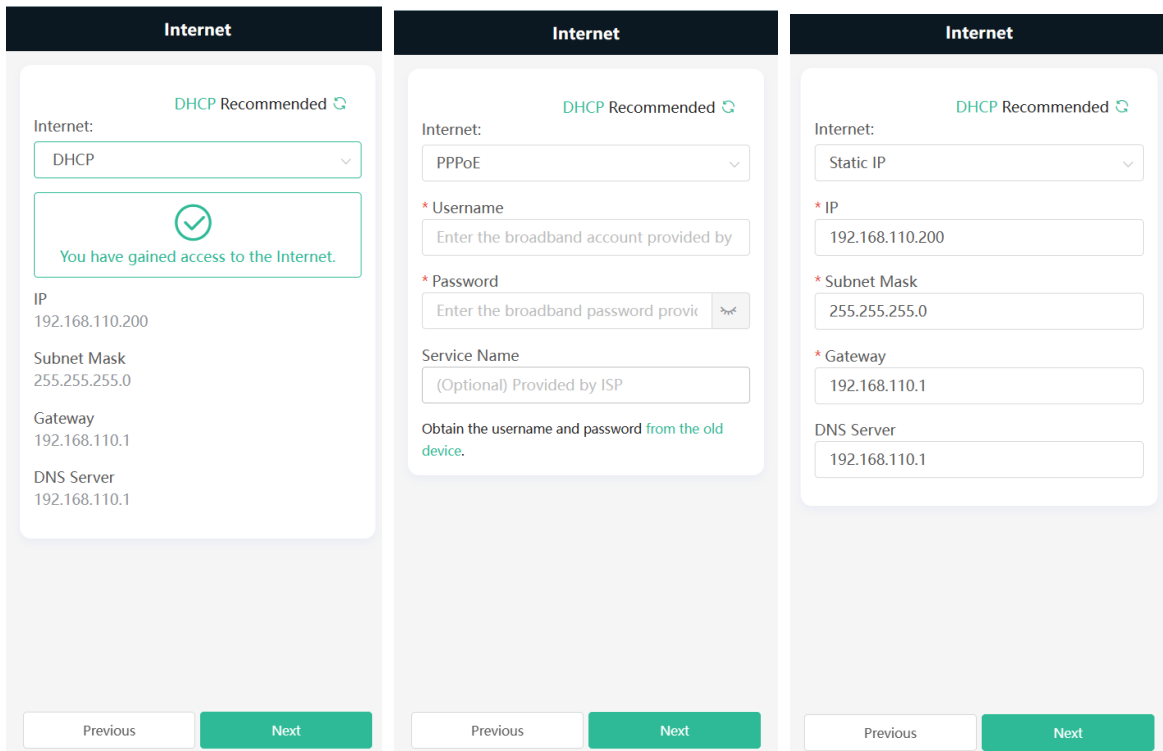 Internet
DHCP Recommended
Internet:
DHCP
You have gained access to the Internet.
IP
192.168.110.200
Subnet Mask
255.255.255.0
Gateway
192.168.110.1
DNS Server
192.168.110.1
Previous
Next
Internet
DHCP Recommended
Internet:
PPPoE
* Username
Enter the broadband account provided by
* Password
Enter the broadband password provic
Service Name
(Optional) Provided by ISP
Obtain the username and password from the old
device.
Previous
Next
Internet
DHCP Recommended
Internet:
Static IP
* IP
192.168.110.200
* Subnet Mask
255.255.255.0
* Gateway
192.168.110.1
DNS Server
192.168.110.1
Previous
Next